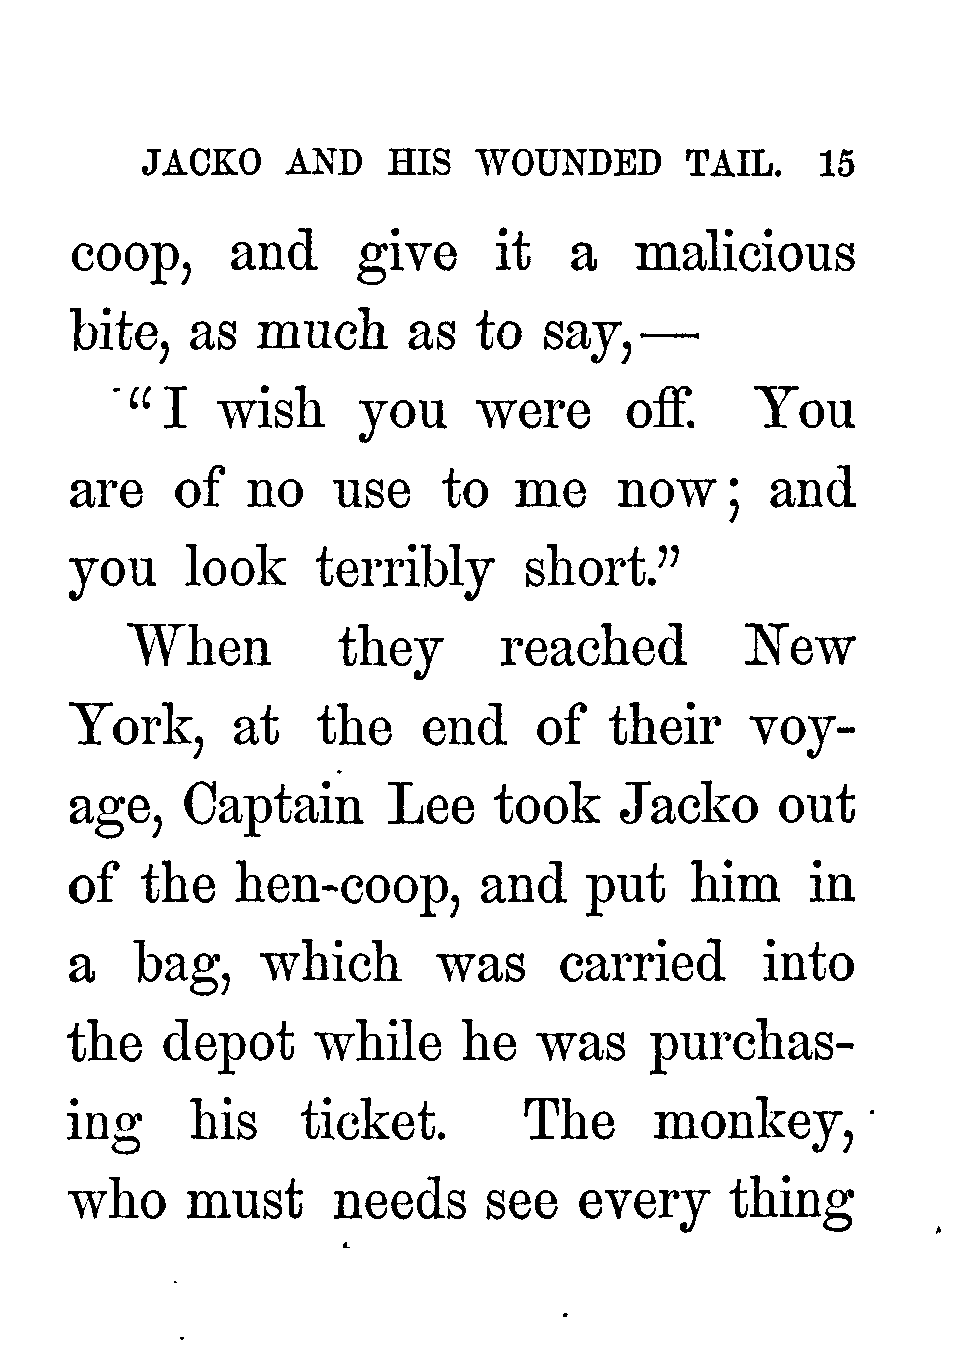 JACKO AND HIS WOUNDED TAIL. 15
coop, and give it a malicious
bite, as much as to say,—
“I wish you were off. You
are of no use to me now; and
you look terribly short.”
When they reached New
York, at the end of their voy-
age, Captain Lee took Jacko out
of the hen-coop, and put him in
a bag, which was carried into
the depot while he was purchas-
ing his ticket. The monkey,
who must needs see every thing